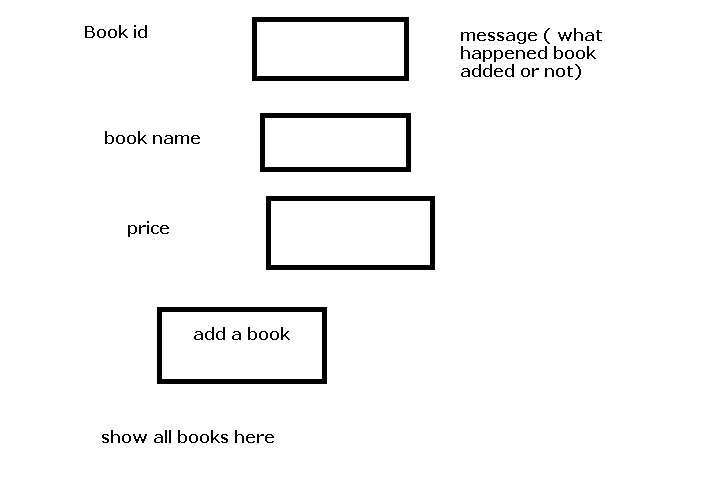 Book id
message ( what
happened book
added or not)
book name
price
add a book
show all books here